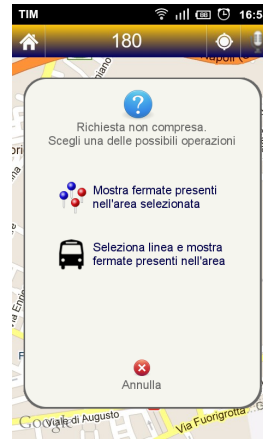 TIM 16:5
180
Napoli
Richiesta non compresa.
Scegli una delle possibili operazioni
Mostra fermate presenti
nell'area selezionata
Seleziona linea e mostra
fermate presenti nell'area
Annulla
Google
Viale di Augusto
Via Fuorigrotta